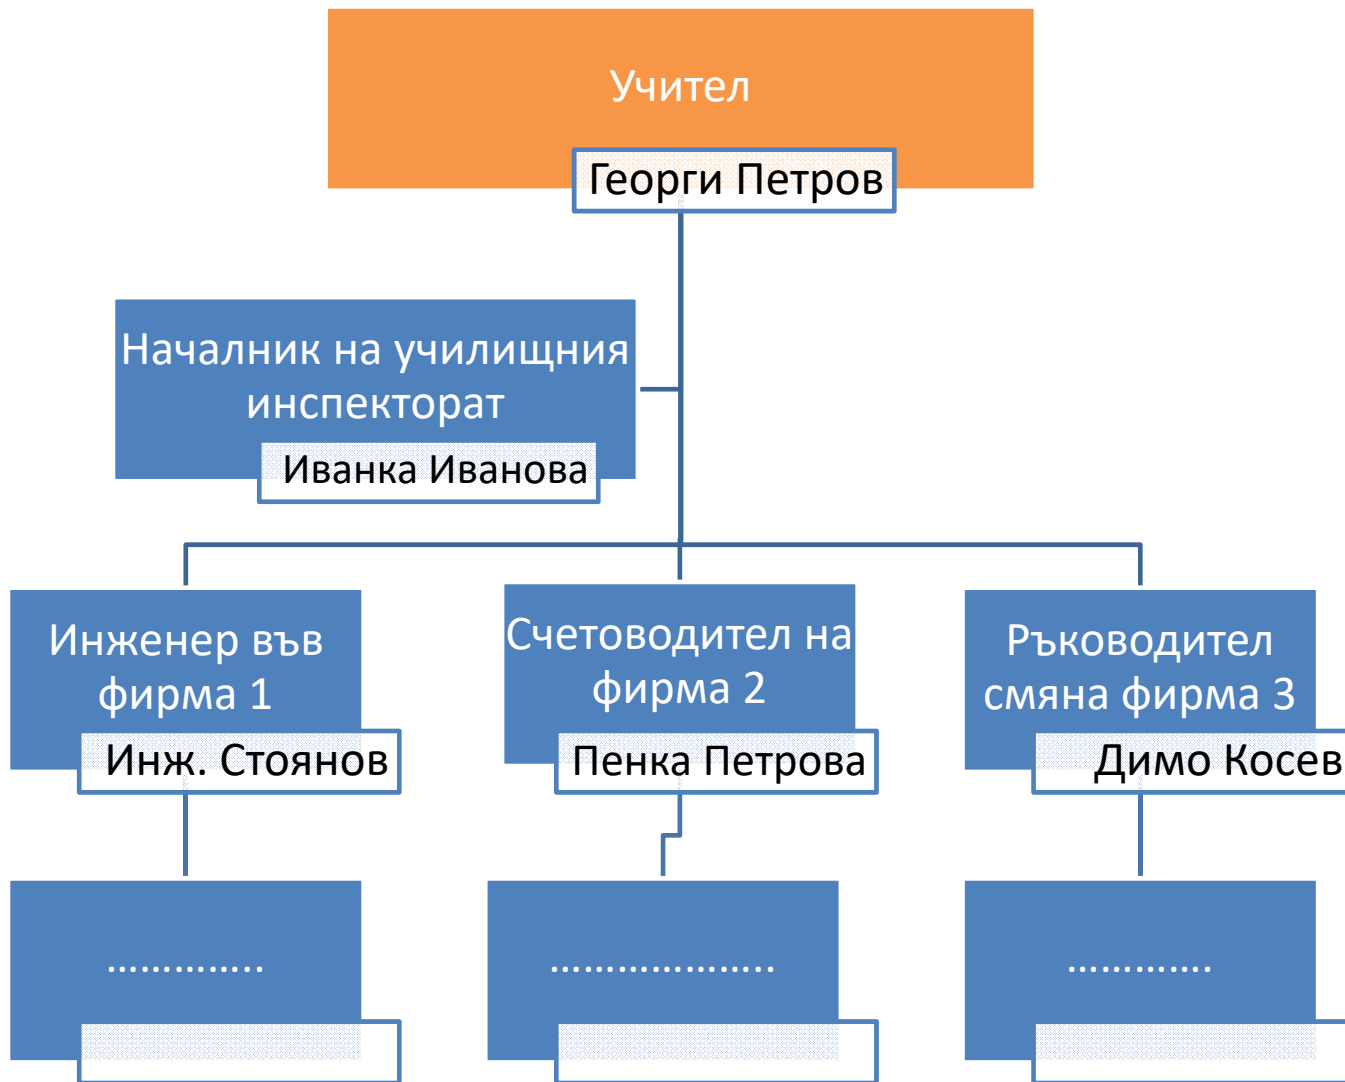 Учител
Георги Петров
Началник на училищния
инспекторат
Иванка Иванова
Инженер във
фирма 1
Инж. Стоянов
Счетоводител на
фирма 2
Пенка Петрова
Ръководител
смяна фирма 3
Димо Косев
…………..
………………….
………….